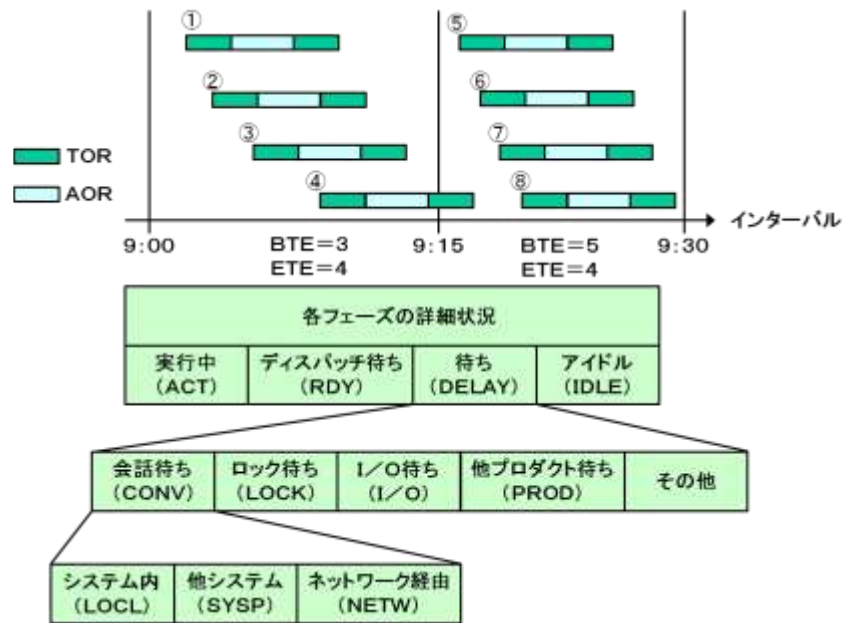 ① ⑤
② ⑥
③ ⑦
TOR
④ ⑧
AOR
インターバル
9:00 BTE=3 9:15 BTE=5 9:30
ETE=4 ETE=4
各フェーズの詳細状況
実行中 ディスパッチ待ち 待ち アイドル
(ACT) (RDY) (DELAY) (IDLE)
会話待ち ロック待ち I/O待ち 他プロダクト待ち その他
(CONV) (LOCK) (I/O) (PROD)
システム内 他システム ネットワーク経由
(LOCL) (SYSP) (NETW)